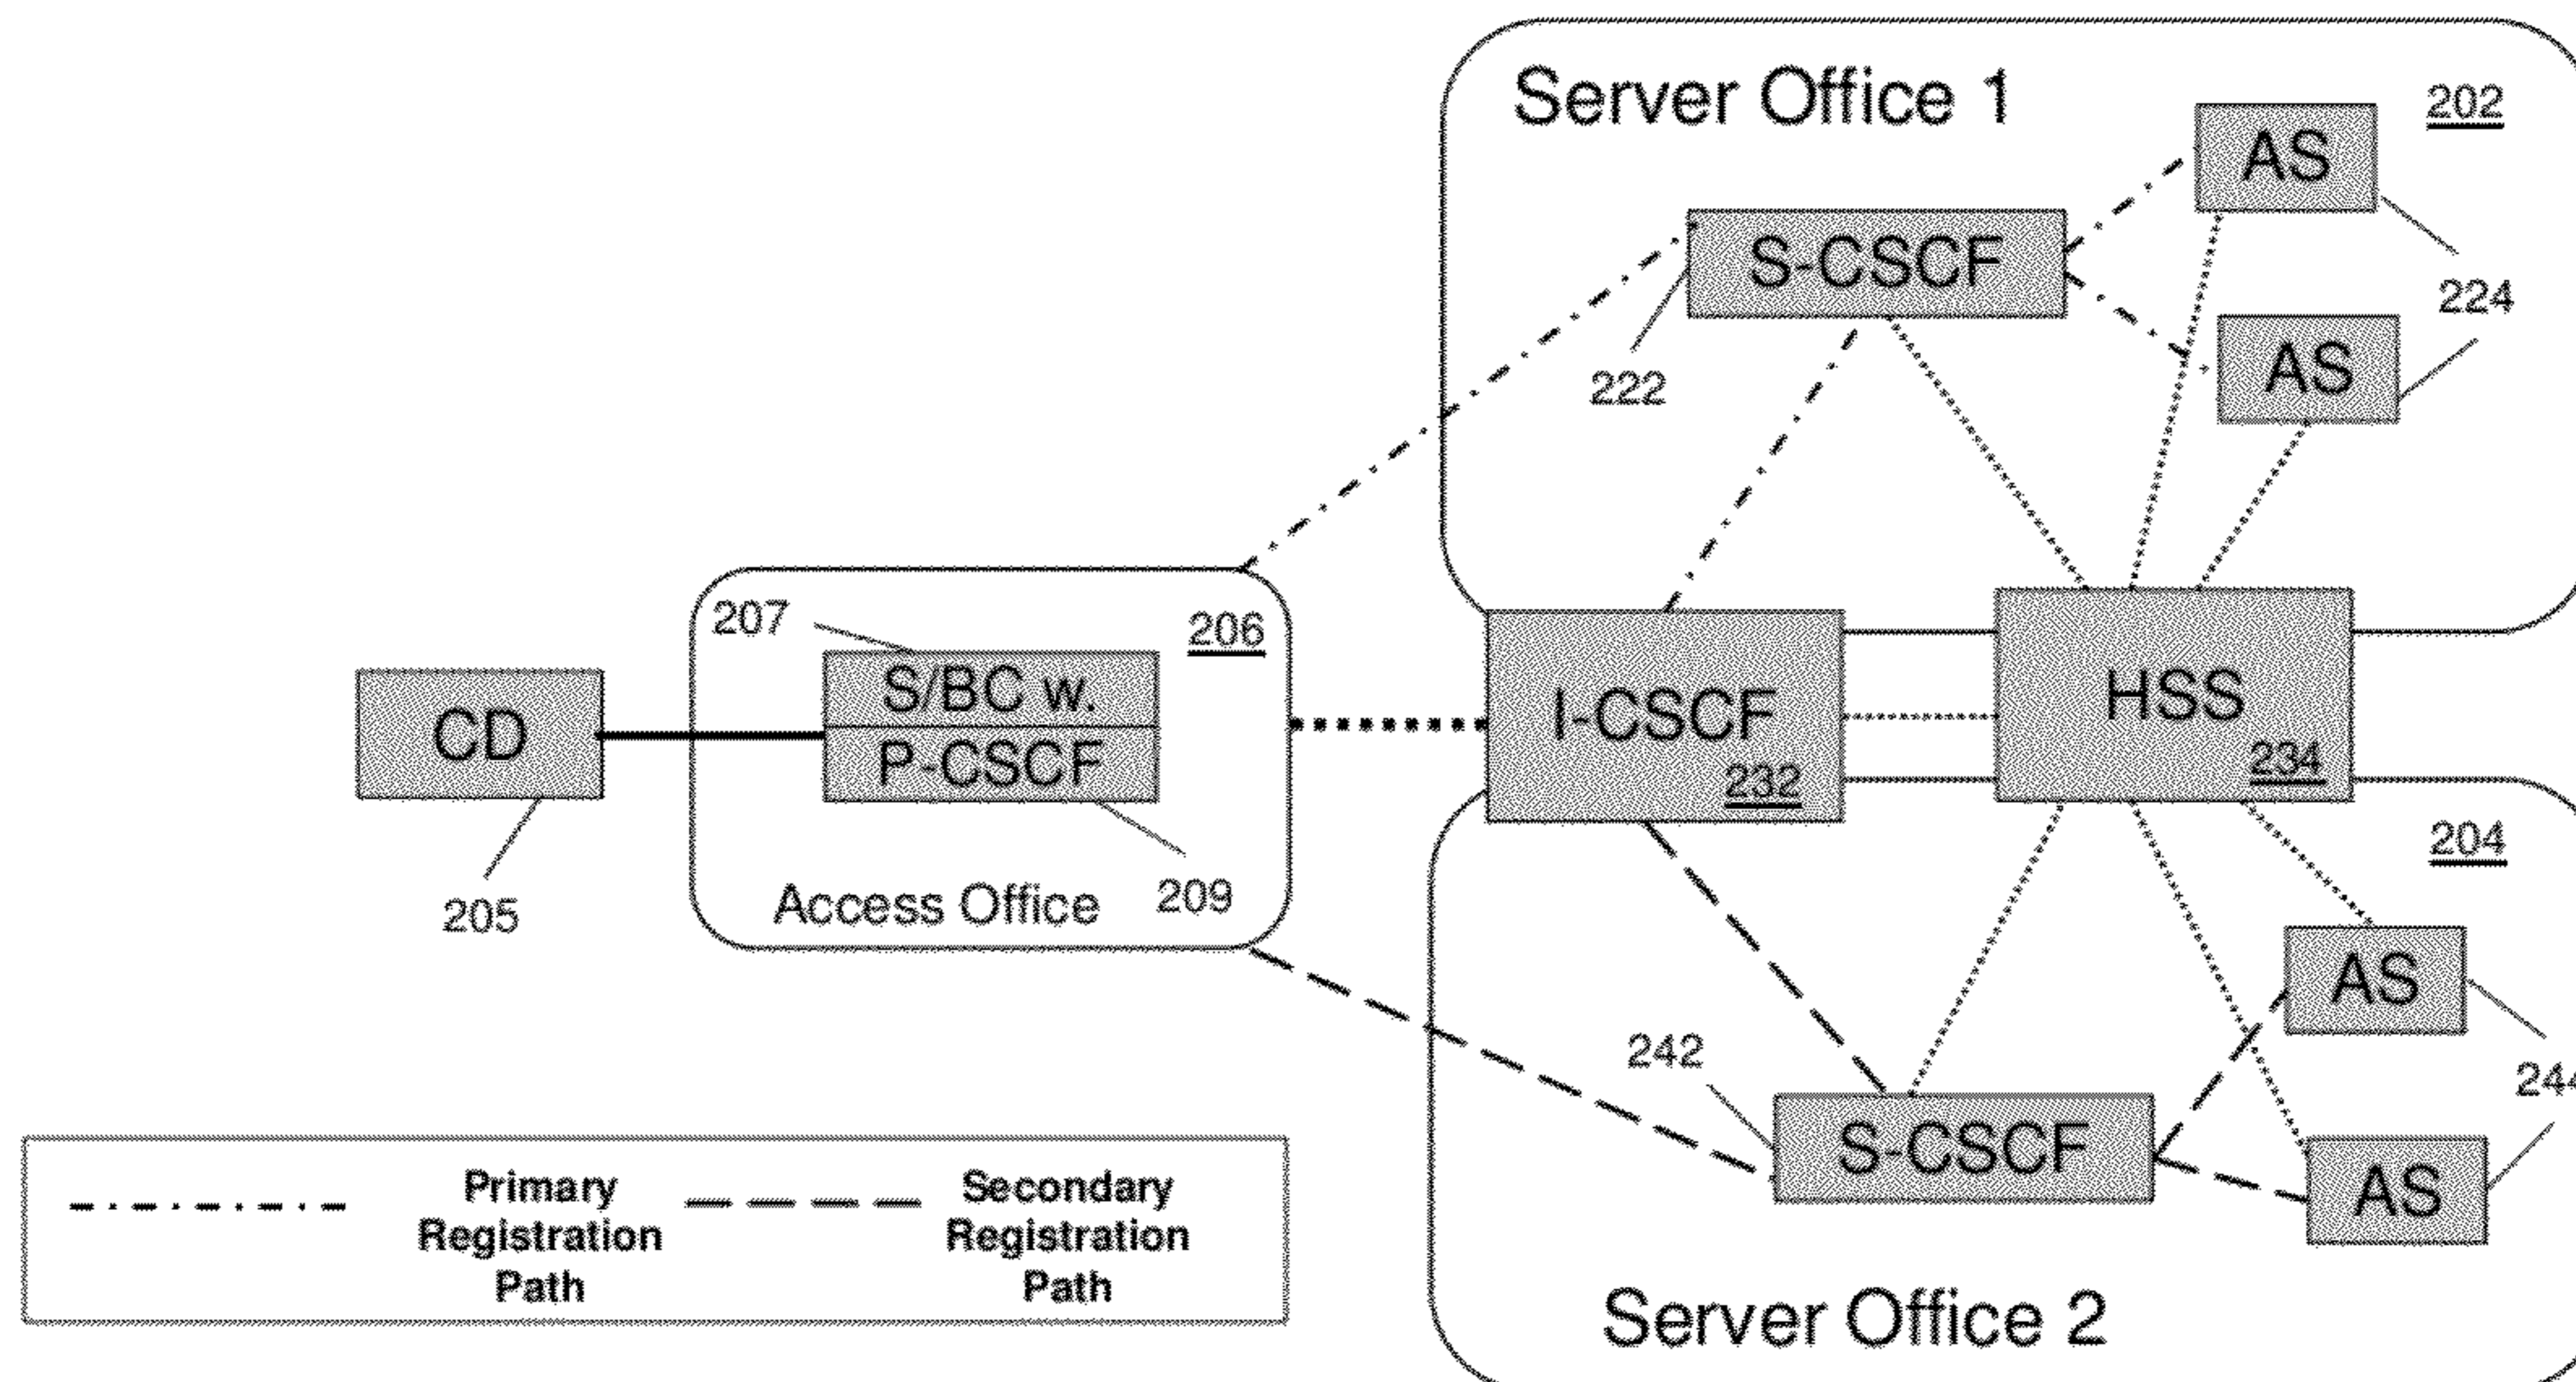 Server Office 1
202
AS
S-CSCF
224
AS
222
207
206
S/BC w.
P-CSCF
CD
I-CSCF
232
HSS
234
204
205
Access Office
209
AS
242
S-CSCF
AS
Primary
Registration
Path
Secondary
Registration
Path
Server Office 2